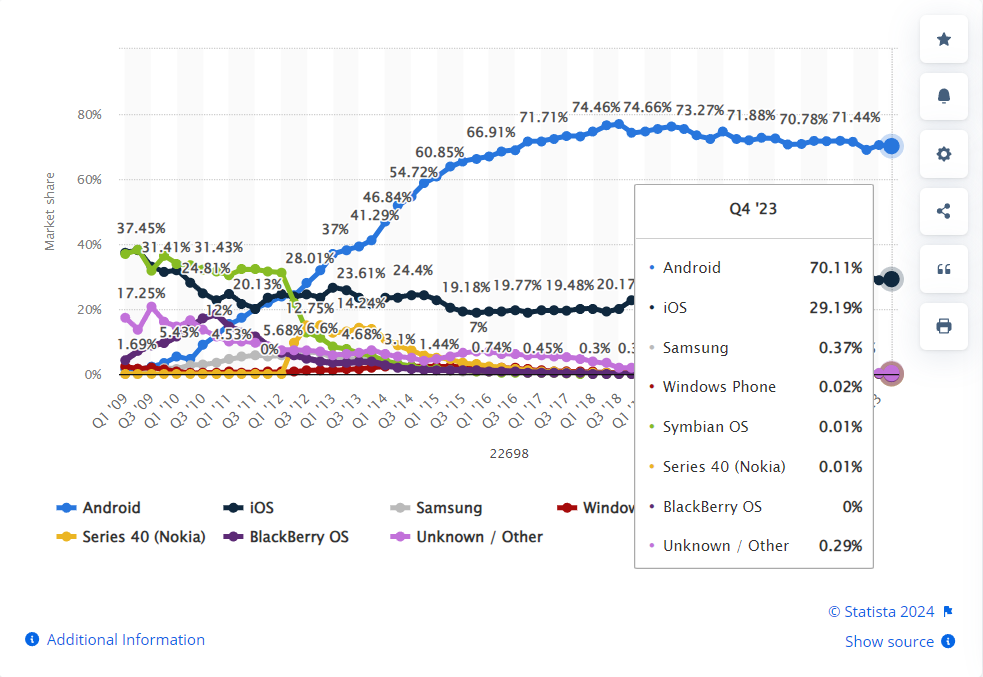 74.46% 74.66% 73.27% 71.88% 70.78% 71.44%
71.71%
80%
66.91%
60.85%
54.72%
60%
46.84%
41.29%
37.45% 37%
31.41% 31.43%
40%
28.01%
24.81% 23.61% 24.4%
20.13% 19.18% 19.77% 19.48% 20.17
17.25%
20% 12% 12.75% 14.24%
5.43% 4.53% 5.68% 6.6% 4.68% 3.1% 7%
1.69% 0% 1.44% 0.74% 0.45% 0.3%
0%
Market share
Q1 '09 Q3 '09 Q1 '10 Q3 '10 Q1 '11 Q3 '11 Q1 '12 Q3 '12 Q1 '13 Q3 '13 Q1 '14 Q3 '14 Q1 '15 Q3 '15 Q1 '16 Q3 '16 Q1 '17 Q3 '17 Q1 '18 Q3 '18
22698
Q4 '23
Android 70.11%
iOS 29.19%
Samsung 0.37%
Windows Phone 0.02%
Symbian OS 0.01%
Series 40 (Nokia) 0.01%
BlackBerry OS 0%
Unknown / Other 0.29%
Android iOS Samsung Window
Series 40 (Nokia) BlackBerry OS Unknown / Other
© Statista 2024
Additional Information
Show source